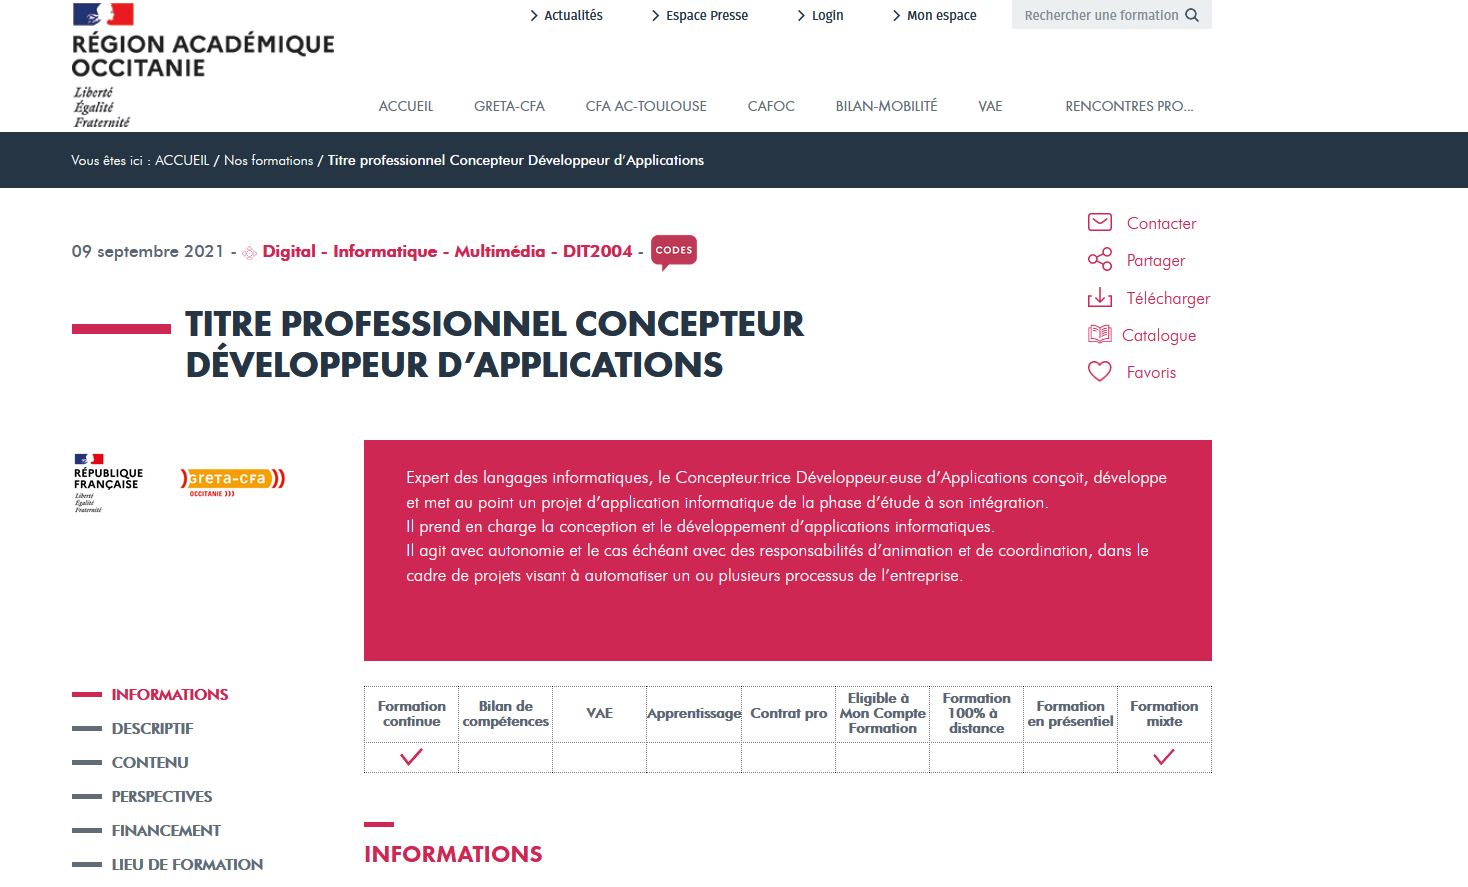 RÉGION ACADÉMIQUE
OCCITANIE
Liberté
Égalité
Fraternité
Actualités
Espace Presse
Login
Mon espace
Rechercher une formation
ACCUEIL
GRETA-CFA
CFA AC-TOULOUSE
CAFOC
BILAN-MOBILITÉ
VAE
RENCONTRES PRO...
Vous êtes ici : ACCUEIL / Nos formations / Titre professionnel Concepteur Développeur d'Applications
09 septembre 2021 - Digital - Informatique - Multimédia - DIT2004 - CODES
Contacter
Partager
Télécharger
Catalogue
Favoris
TITRE PROFESSIONNEL CONCEPTEUR
DÉVELOPPEUR D'APPLICATIONS
RÉPUBLIQUE
FRANÇAISE
Liberté
Égalité
Fraternité
GRETA-CFA
OCCITANIE
Expert des langages informatiques, le Concepteur.trice Développeur.euse d'Applications conçoit, développe
et met au point un projet d'application informatique de la phase d'étude à son intégration.
Il prend en charge la conception et le développement d'applications informatiques.
Il agit avec autonomie et le cas échéant avec des responsabilités d'animation et de coordination, dans le
cadre de projets visant à automatiser un ou plusieurs processus de l'entreprise.
INFORMATIONS
DESCRIPTIF
CONTENU
PERSPECTIVES
FINANCEMENT
LIEU DE FORMATION
Formation
continue
Bilan de
compétences
VAE
Apprentissage
Contrat pro
Eligible à
Mon Compte
Formation
Formation
100% à
distance
Formation
en présentiel
Formation
mixte
INFORMATIONS